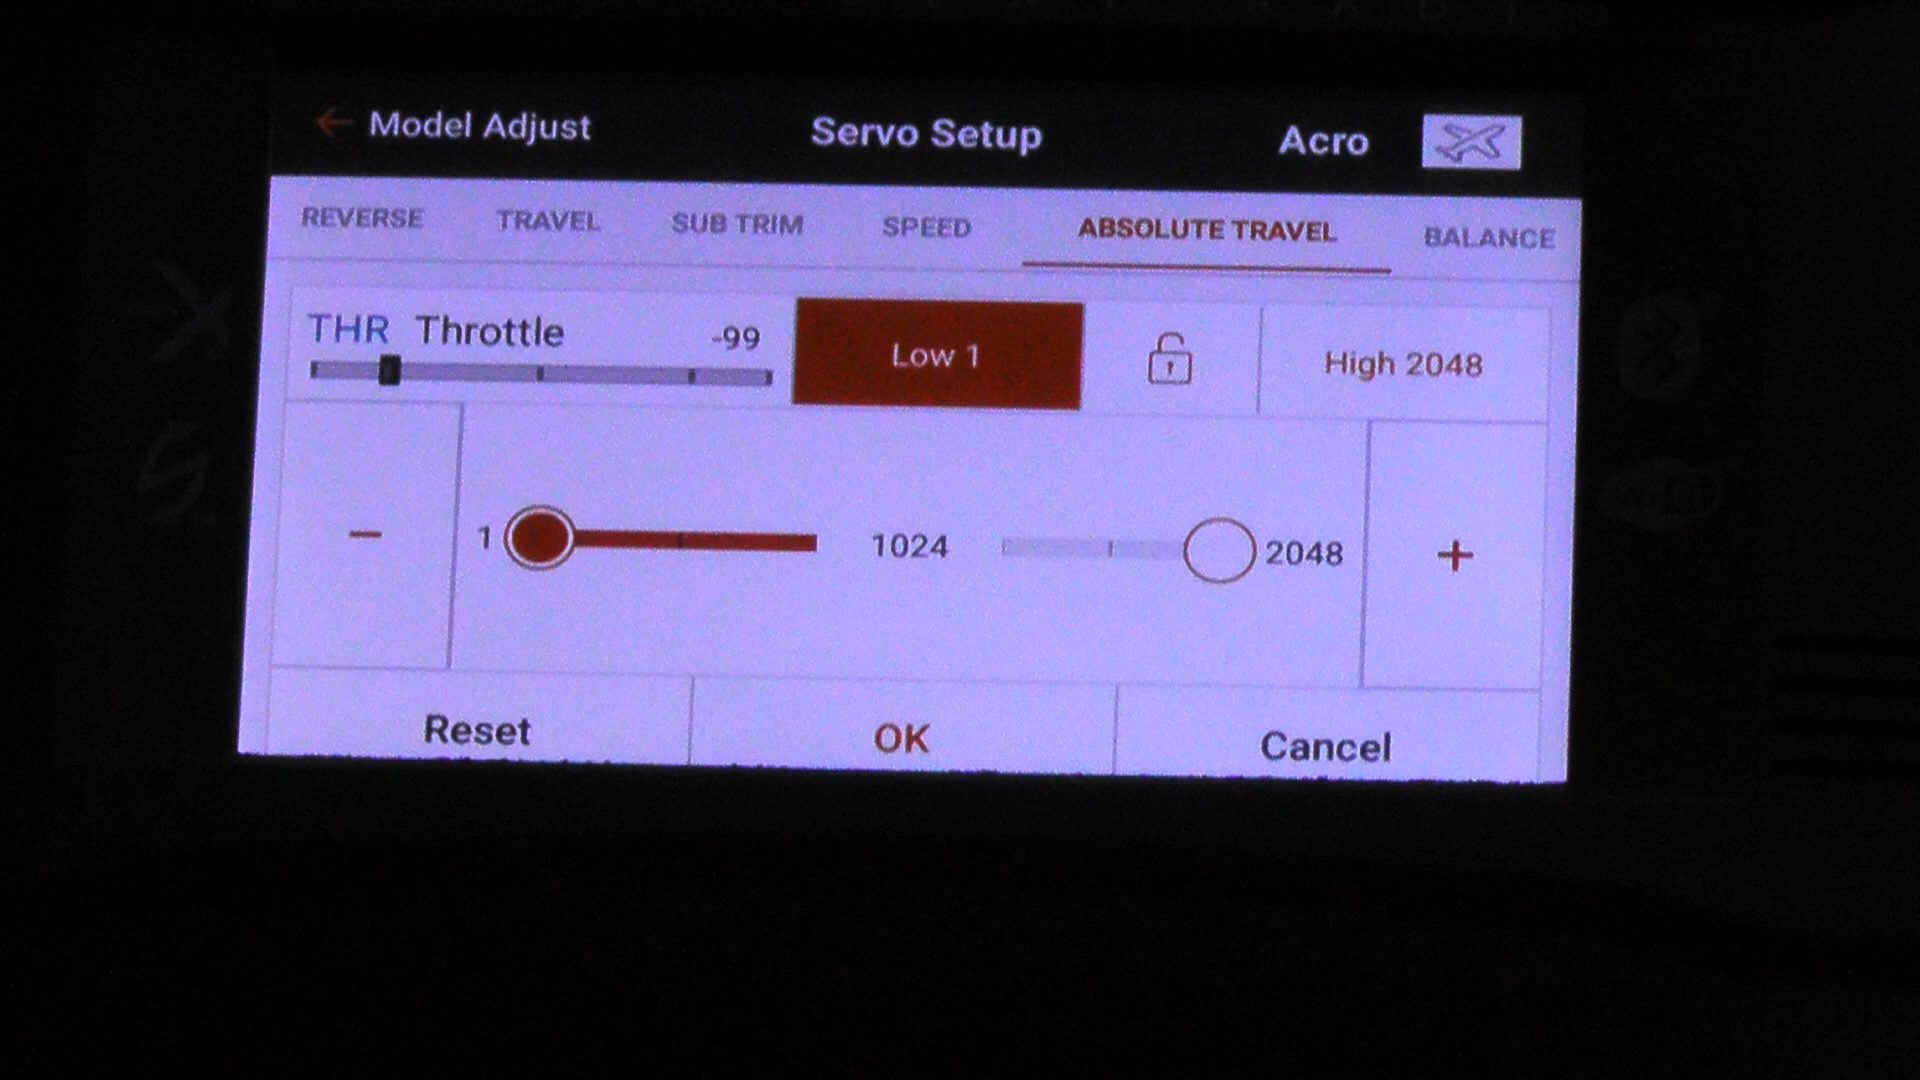 Model Adjust
Servo Setup
Acro
REVERSE TRAVEL SUB TRIM SPEED ABSOLUTE TRAVEL BALANCE
THR Throttle -99
Low 1
High 2048
− 1 1024 2048 +
Reset OK Cancel